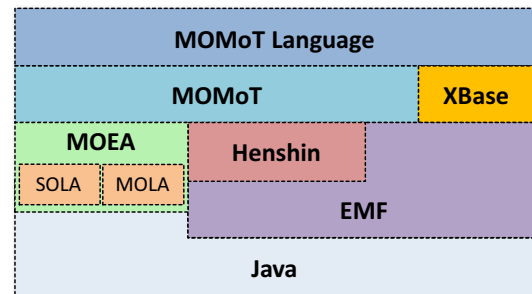 MOMoT Language
MOMoT
XBase
MOEA
Henshin
SOLA
MOLA
EMF
Java